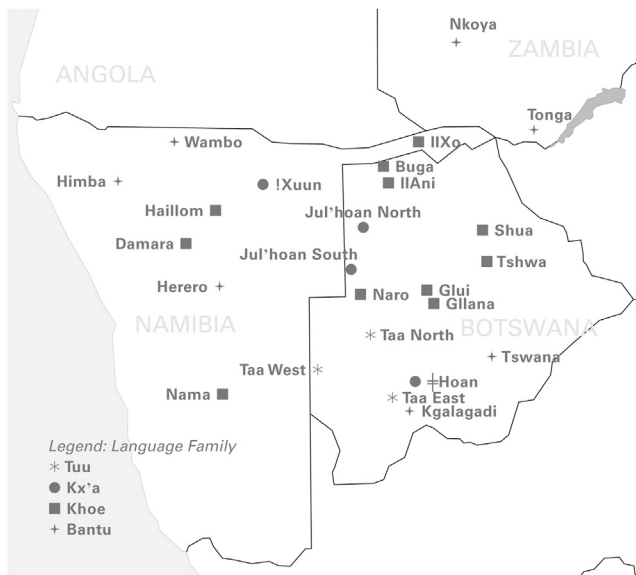 Nkoya
ZAMBIA
ANGOLA
Tonga
Wambo
IIXo
Buga
Himba
!Xuun
IIAni
Haillom
Jul'hoan North
Shua
Damara
Jul'hoan South
Tshwa
Herero
Naro
Glui
Gllana
NAMIBIA
BOTSWANA
Taa North
Tswana
Taa West
ǂHoan
Nama
Taa East
Kgalagadi
Legend: Language Family
Tuu
Kx'a
Khoe
Bantu